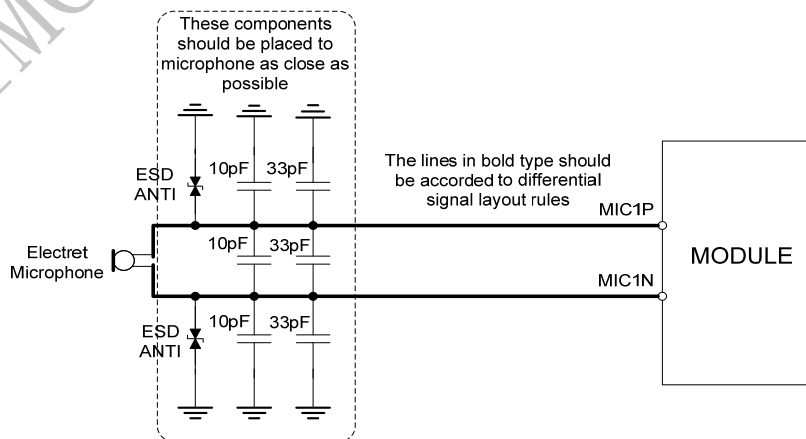 These components
should be placed to
microphone as close as
possible
ESD
ANTI
10pF
33pF
The lines in bold type should
be accorded to differential
signal layout rules
MIC1P
Electret
Microphone
10pF
33pF
MODULE
MIC1N
ESD
ANTI
10pF
33pF